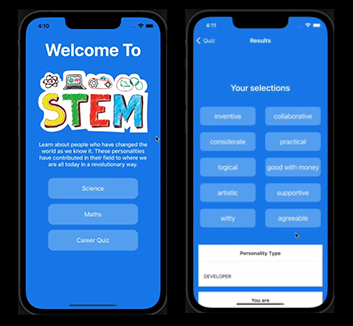 4:10
Welcome To
STEM
Learn about people who have changed the
world as we know it. These personalities
have contributed in their field to where we
are all today in a revolutionary way.
Science
Maths
Career Quiz
4:11
Quiz
Results
Your selections
inventive
collaborative
considerate
practical
logical
good with money
artistic
supportive
witty
agreeable
Personality Type
DEVELOPER
You are